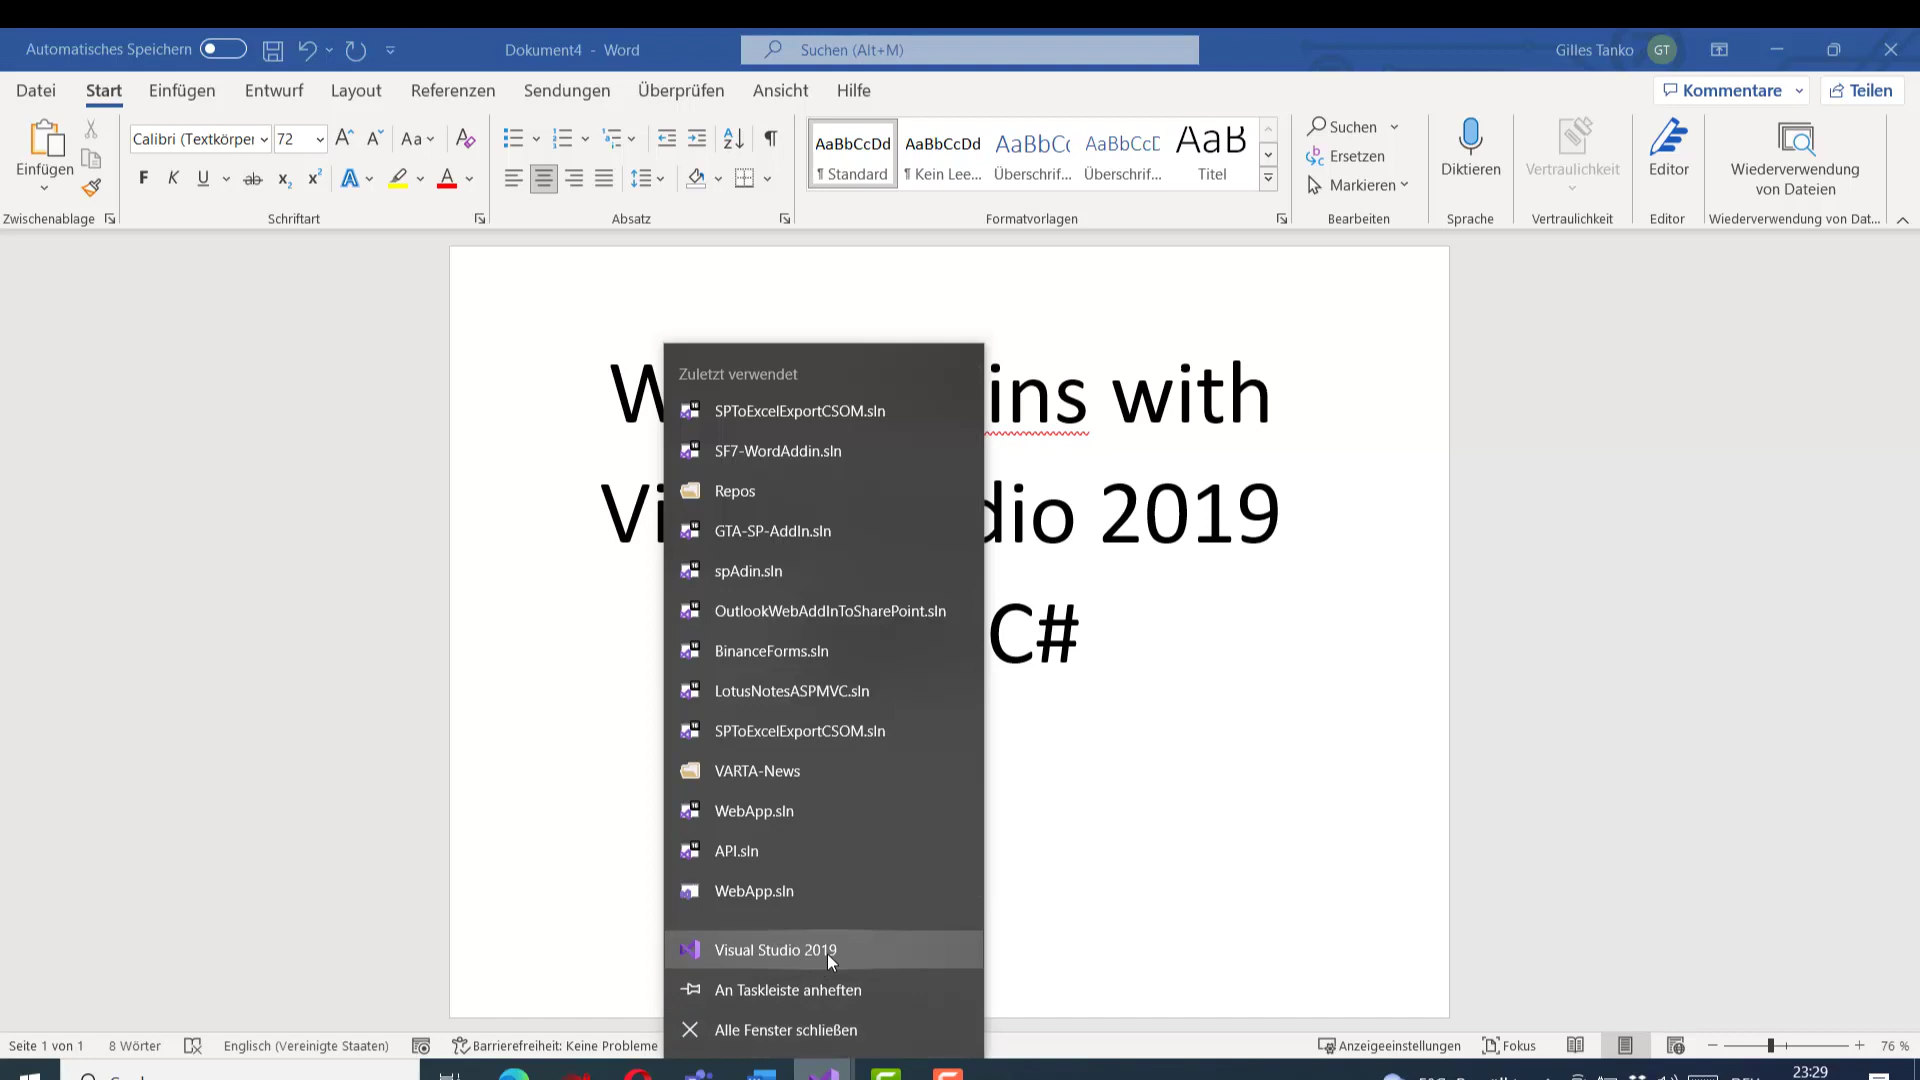 Automatisches Speichern
Dokument4 - Word
Suchen (Alt+M)
Gilles Tanko
GT
Datei
Start
Einfügen
Entwurf
Layout
Referenzen
Sendungen
Überprüfen
Ansicht
Hilfe
Kommentare
Teilen
Einfügen
Calibri (Textkörper
72
Aa
F K U ab x₂ x² A A
AaBbCcDd
¶ Standard
AaBbCcDd
¶ Kein Lee...
AaBbCc
Überschrif...
AaBbCcD
Überschrif...
AaB
Titel
Suchen
Ersetzen
Markieren
Diktieren
Vertraulichkeit
Editor
Wiederverwendung
von Dateien
Zwischenablage
Schriftart
Absatz
Formatvorlagen
Bearbeiten
Sprache
Vertraulichkeit
Editor
Wiederverwendung von Dat...
W ins with
Vi dio 2019
C#
Zuletzt verwendet
SPToExcelExportCSOM.sln
SF7-WordAddin.sln
Repos
GTA-SP-AddIn.sln
spAdin.sln
OutlookWebAddInToSharePoint.sln
BinanceForms.sln
LotusNotesASPMVC.sln
SPToExcelExportCSOM.sln
VARTA-News
WebApp.sln
API.sln
WebApp.sln
Visual Studio 2019
An Taskleiste anheften
Alle Fenster schließen
Seite 1 von 1
8 Wörter
Englisch (Vereinigte Staaten)
Barrierefreiheit: Keine Probleme
Anzeigeeinstellungen
Fokus
76 %
23:29